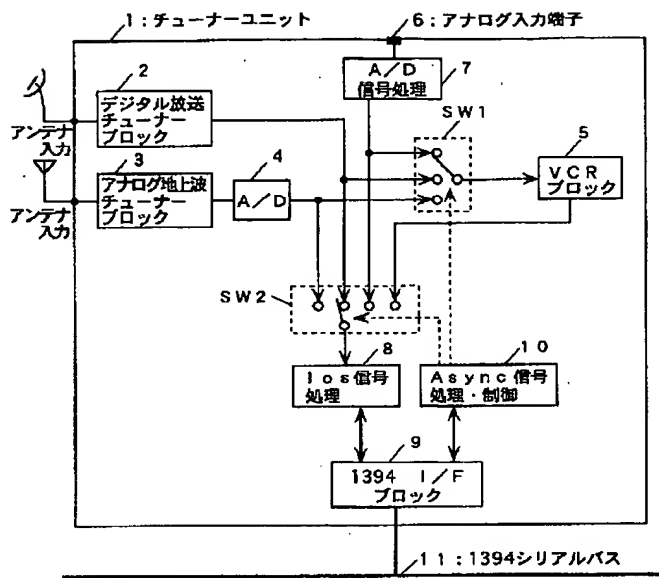 1:チューナーユニット
6:アナログ入力端子
A/D
信号処理
7
2
デジタル放送
チューナー
ブロック
アンテナ
入力
SW1
5
VCR
ブロック
3
アナログ地上波
チューナー
ブロック
4
A/D
アンテナ
入力
SW2
8
Ios信号
処理
10
Async信号
処理・制御
9
1394 I/F
ブロック
11:1394シリアルバス